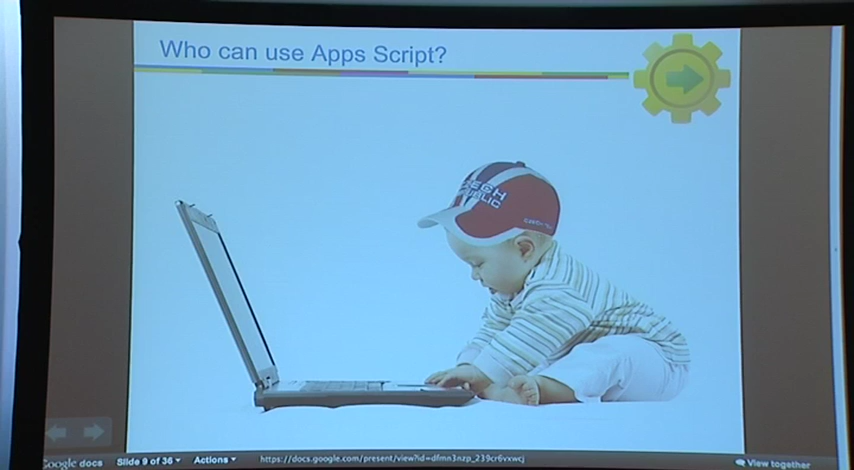 Who can use Apps Script?
CZECH
REPUBLIC
Google docs
Slide 9 of 36
Actions
https://docs.google.com/present/view?id=dfmn3nzp_239cr6vxwcj
View together